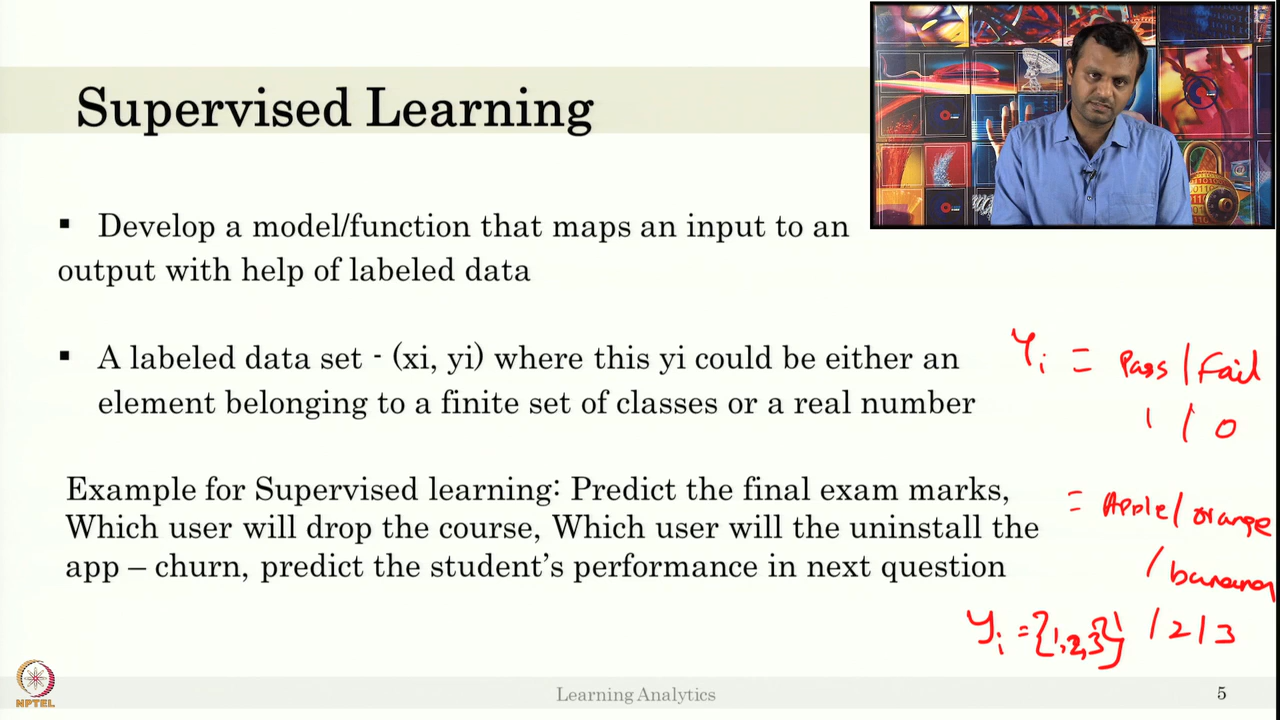 Supervised Learning
▪ Develop a model/function that maps an input to an
output with help of labeled data
▪ A labeled data set - (xi, yi) where this yi could be either an
element belonging to a finite set of classes or a real number
Example for Supervised learning: Predict the final exam marks,
Which user will drop the course, Which user will the uninstall the
app – churn, predict the student's performance in next question
Yi = Pass / Fail
1 / 0
= Apple / orange
/ banana
yi = {1,2,3} 1 / 2 / 3
NPTEL
Learning Analytics
5